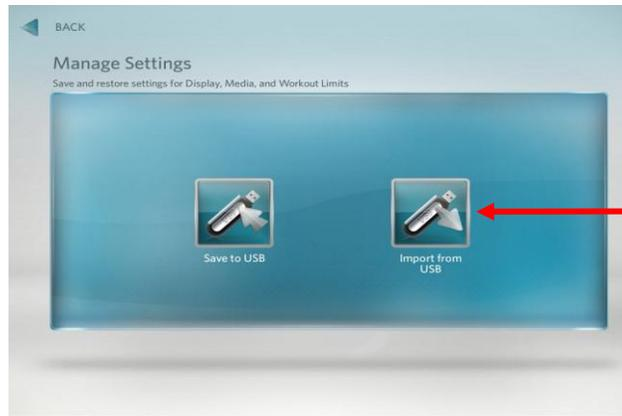 BACK
Manage Settings
Save and restore settings for Display, Media, and Workout Limits
Save to USB
Import from
USB